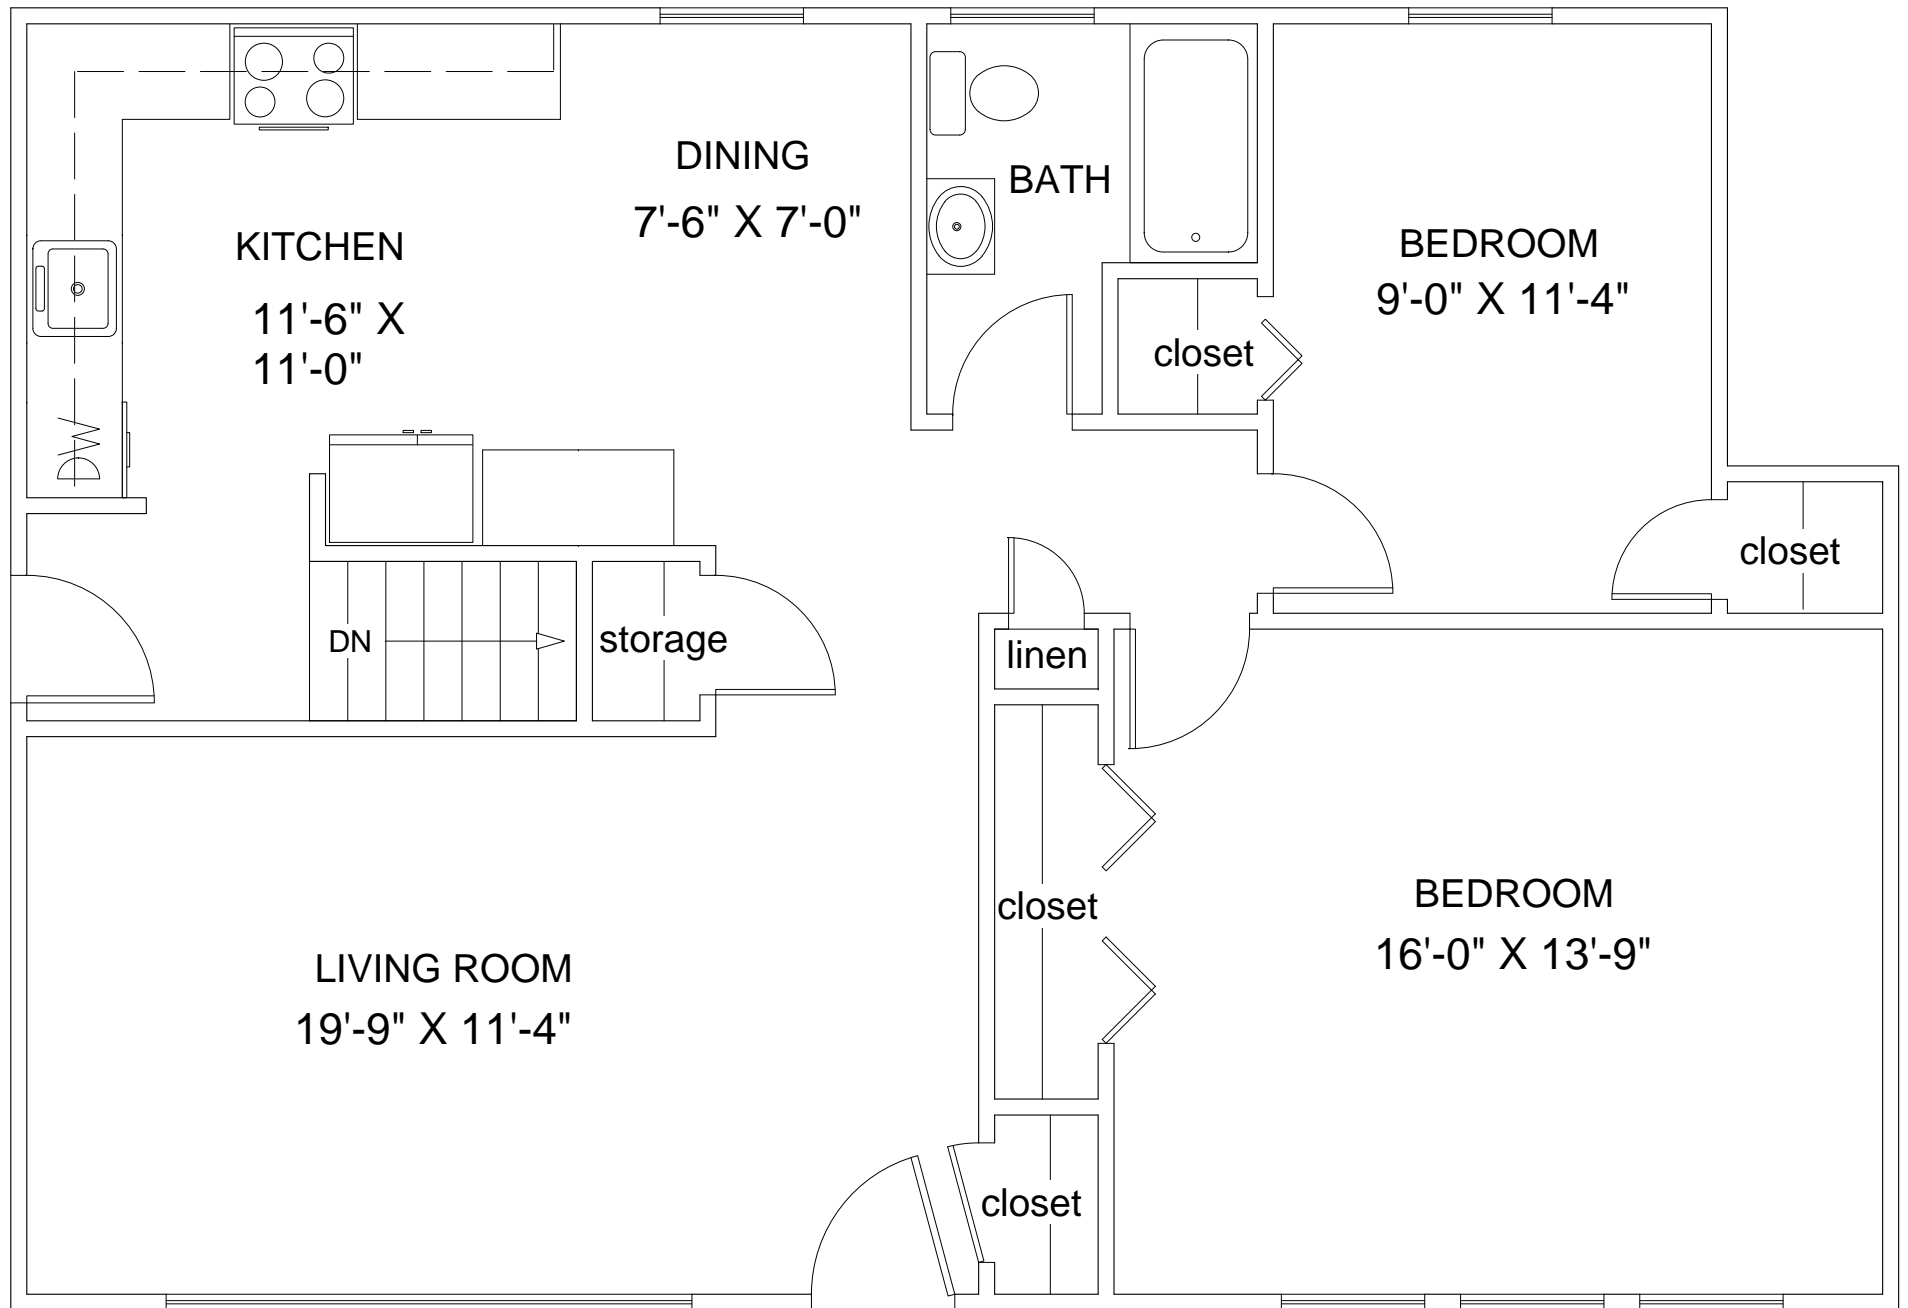 DINING
7'-6" X 7'-0"
BATH
KITCHEN
11'-6" X
11'-0"
BEDROOM
9'-0" X 11'-4"
closet
DW
closet
DN
storage
linen
closet
BEDROOM
16'-0" X 13'-9"
LIVING ROOM
19'-9" X 11'-4"
closet